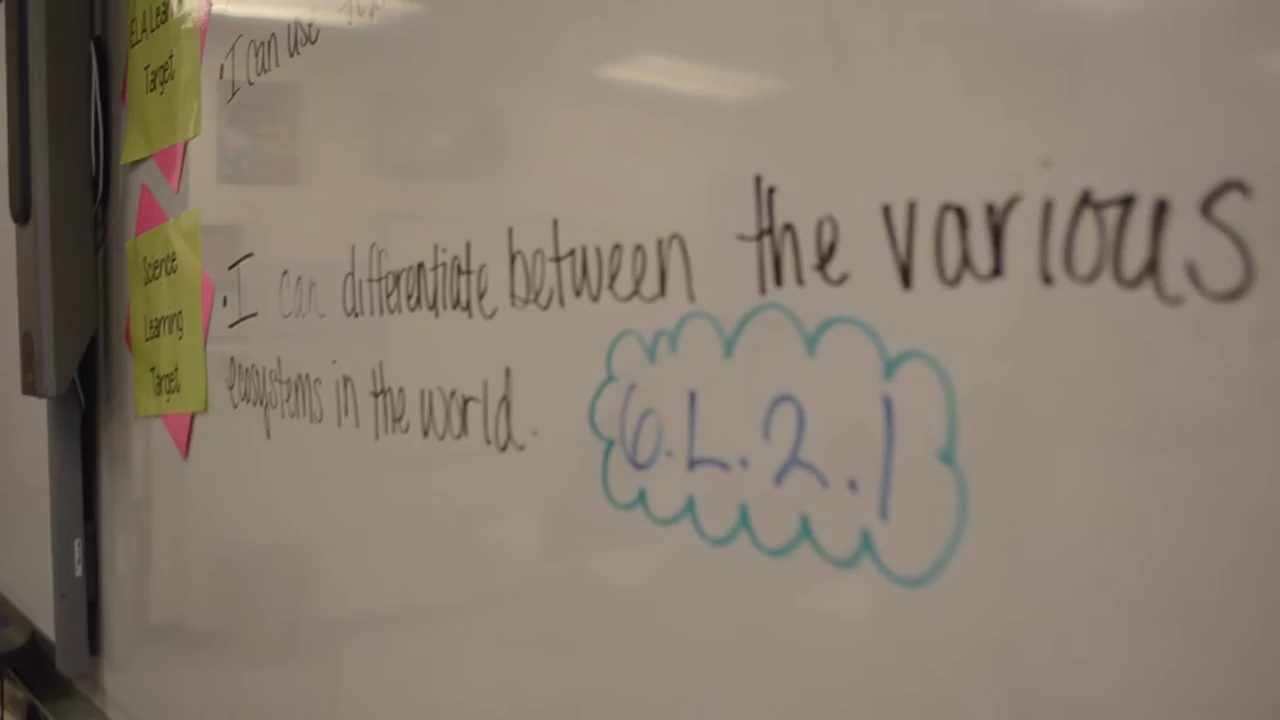 ELA Lear
Target
• I can use
Science
Learning
Target
• I can differentiate between the various
ecosystems in the world.
6.L.2.1